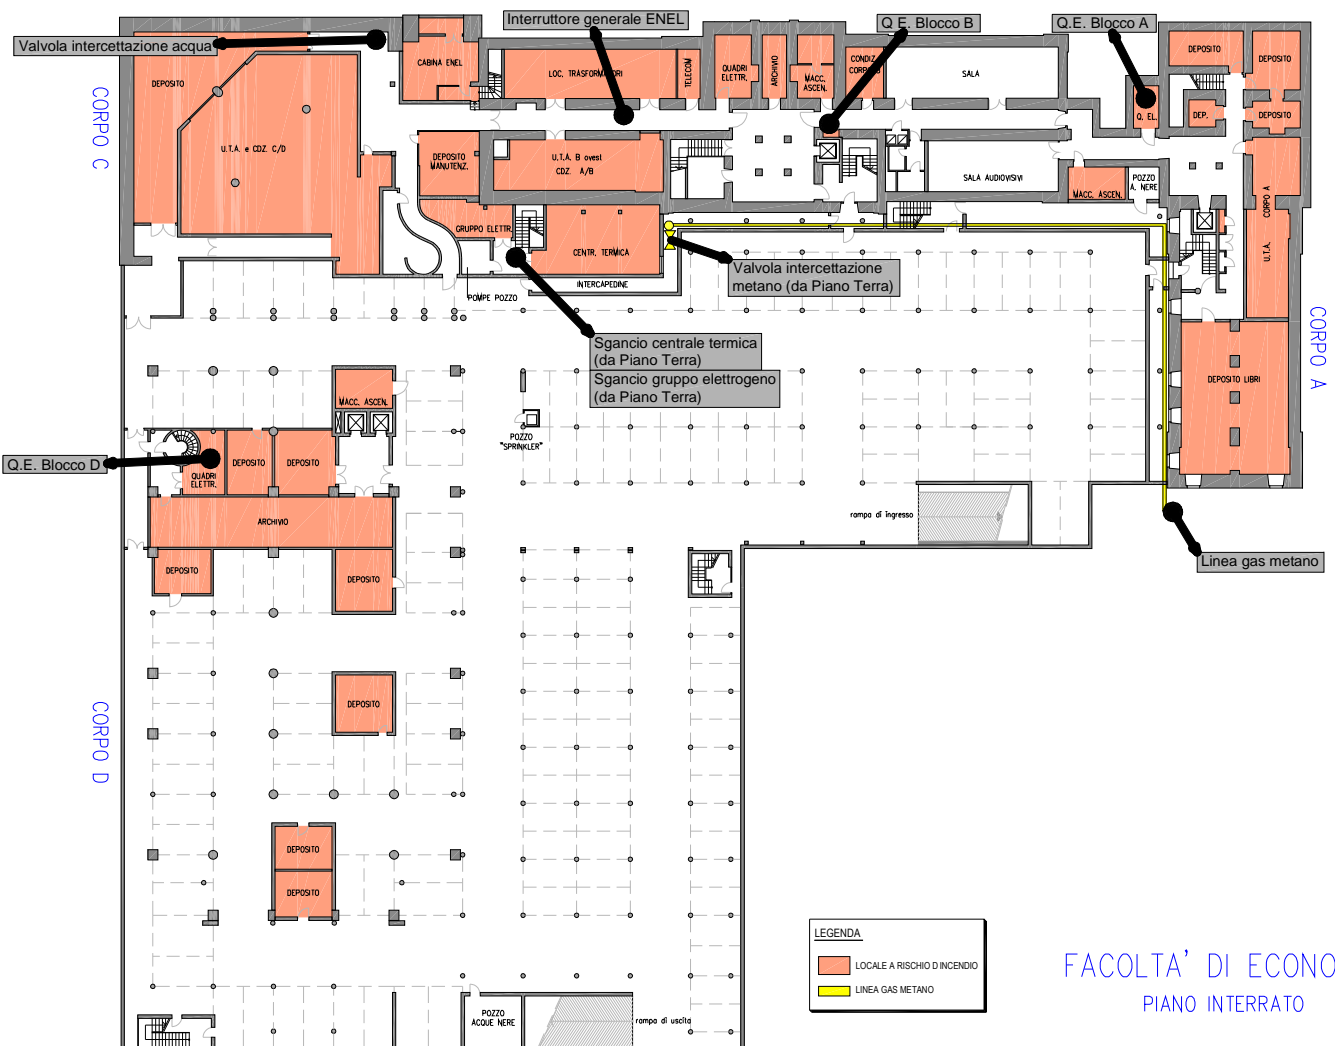 Interruttore generale ENEL
Q.E. Blocco B
Q.E. Blocco A
Valvola intercettazione acqua
DEPOSITO
CABINA ENEL
LOC. TRASFORMATORI
TELECOM
QUADRI
ELETTR.
ARCHIVIO
MACC.
ASCEN.
CONDIZ.
SALA
DEPOSITO
DEPOSITO
Q. EL.
DEP.
DEPOSITO
CORPO C
U.T.A. e CDZ. C/D
DEPOSITO
MANUTENZ.
U.T.A. B ovest
CDZ. A/B
SALA AUDIOVISIVI
MACC. ASCEN.
POZZO
A. NERE
U.T.A. CORPO A
GRUPPO ELETTR.
CENTR. TERMICA
INTERCAPEDINE
POMPE POZZO
Valvola intercettazione
metano (da Piano Terra)
Sgancio centrale termica
(da Piano Terra)
Sgancio gruppo elettrogeno
(da Piano Terra)
CORPO A
DEPOSITO LIBRI
MACC. ASCEN.
POZZO
"SPRINKLER"
Q.E. Blocco D
QUADRI
ELETTR.
DEPOSITO
DEPOSITO
ARCHIVIO
rampa di ingresso
Linea gas metano
DEPOSITO
DEPOSITO
CORPO D
DEPOSITO
DEPOSITO
DEPOSITO
LEGENDA
LOCALE A RISCHIO D'INCENDIO
LINEA GAS METANO
FACOLTA' DI ECONO
PIANO INTERRATO
POZZO
ACQUE NERE
rampa di uscita